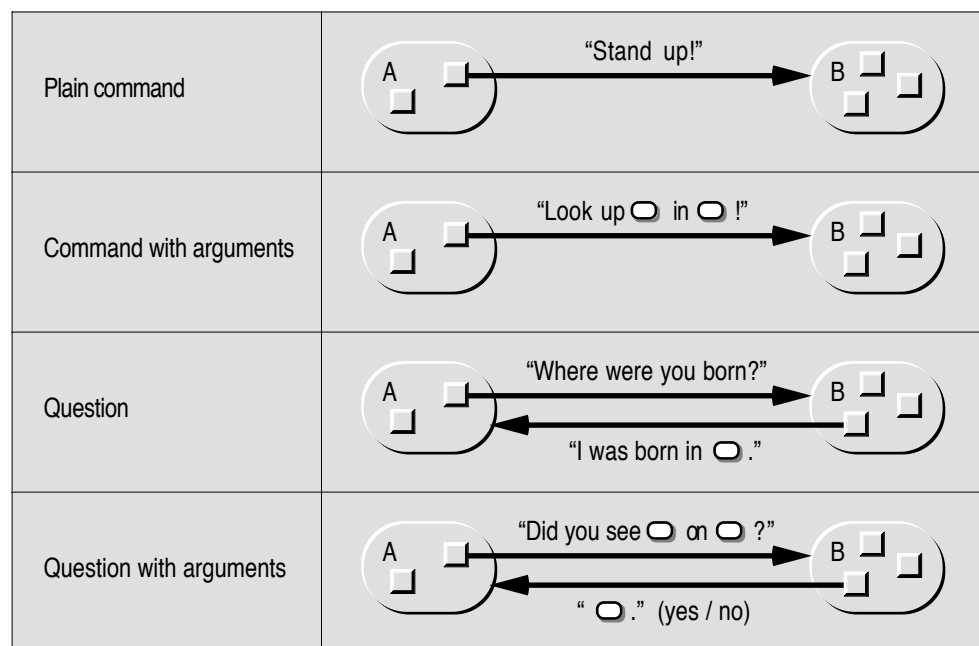 Plain command
A
“Stand up!”
B
Command with arguments
A
“Look up in !”
B
Question
A
“Where were you born?”
B
“I was born in .”
Question with arguments
A
“Did you see on ?”
B
“ .” (yes / no)